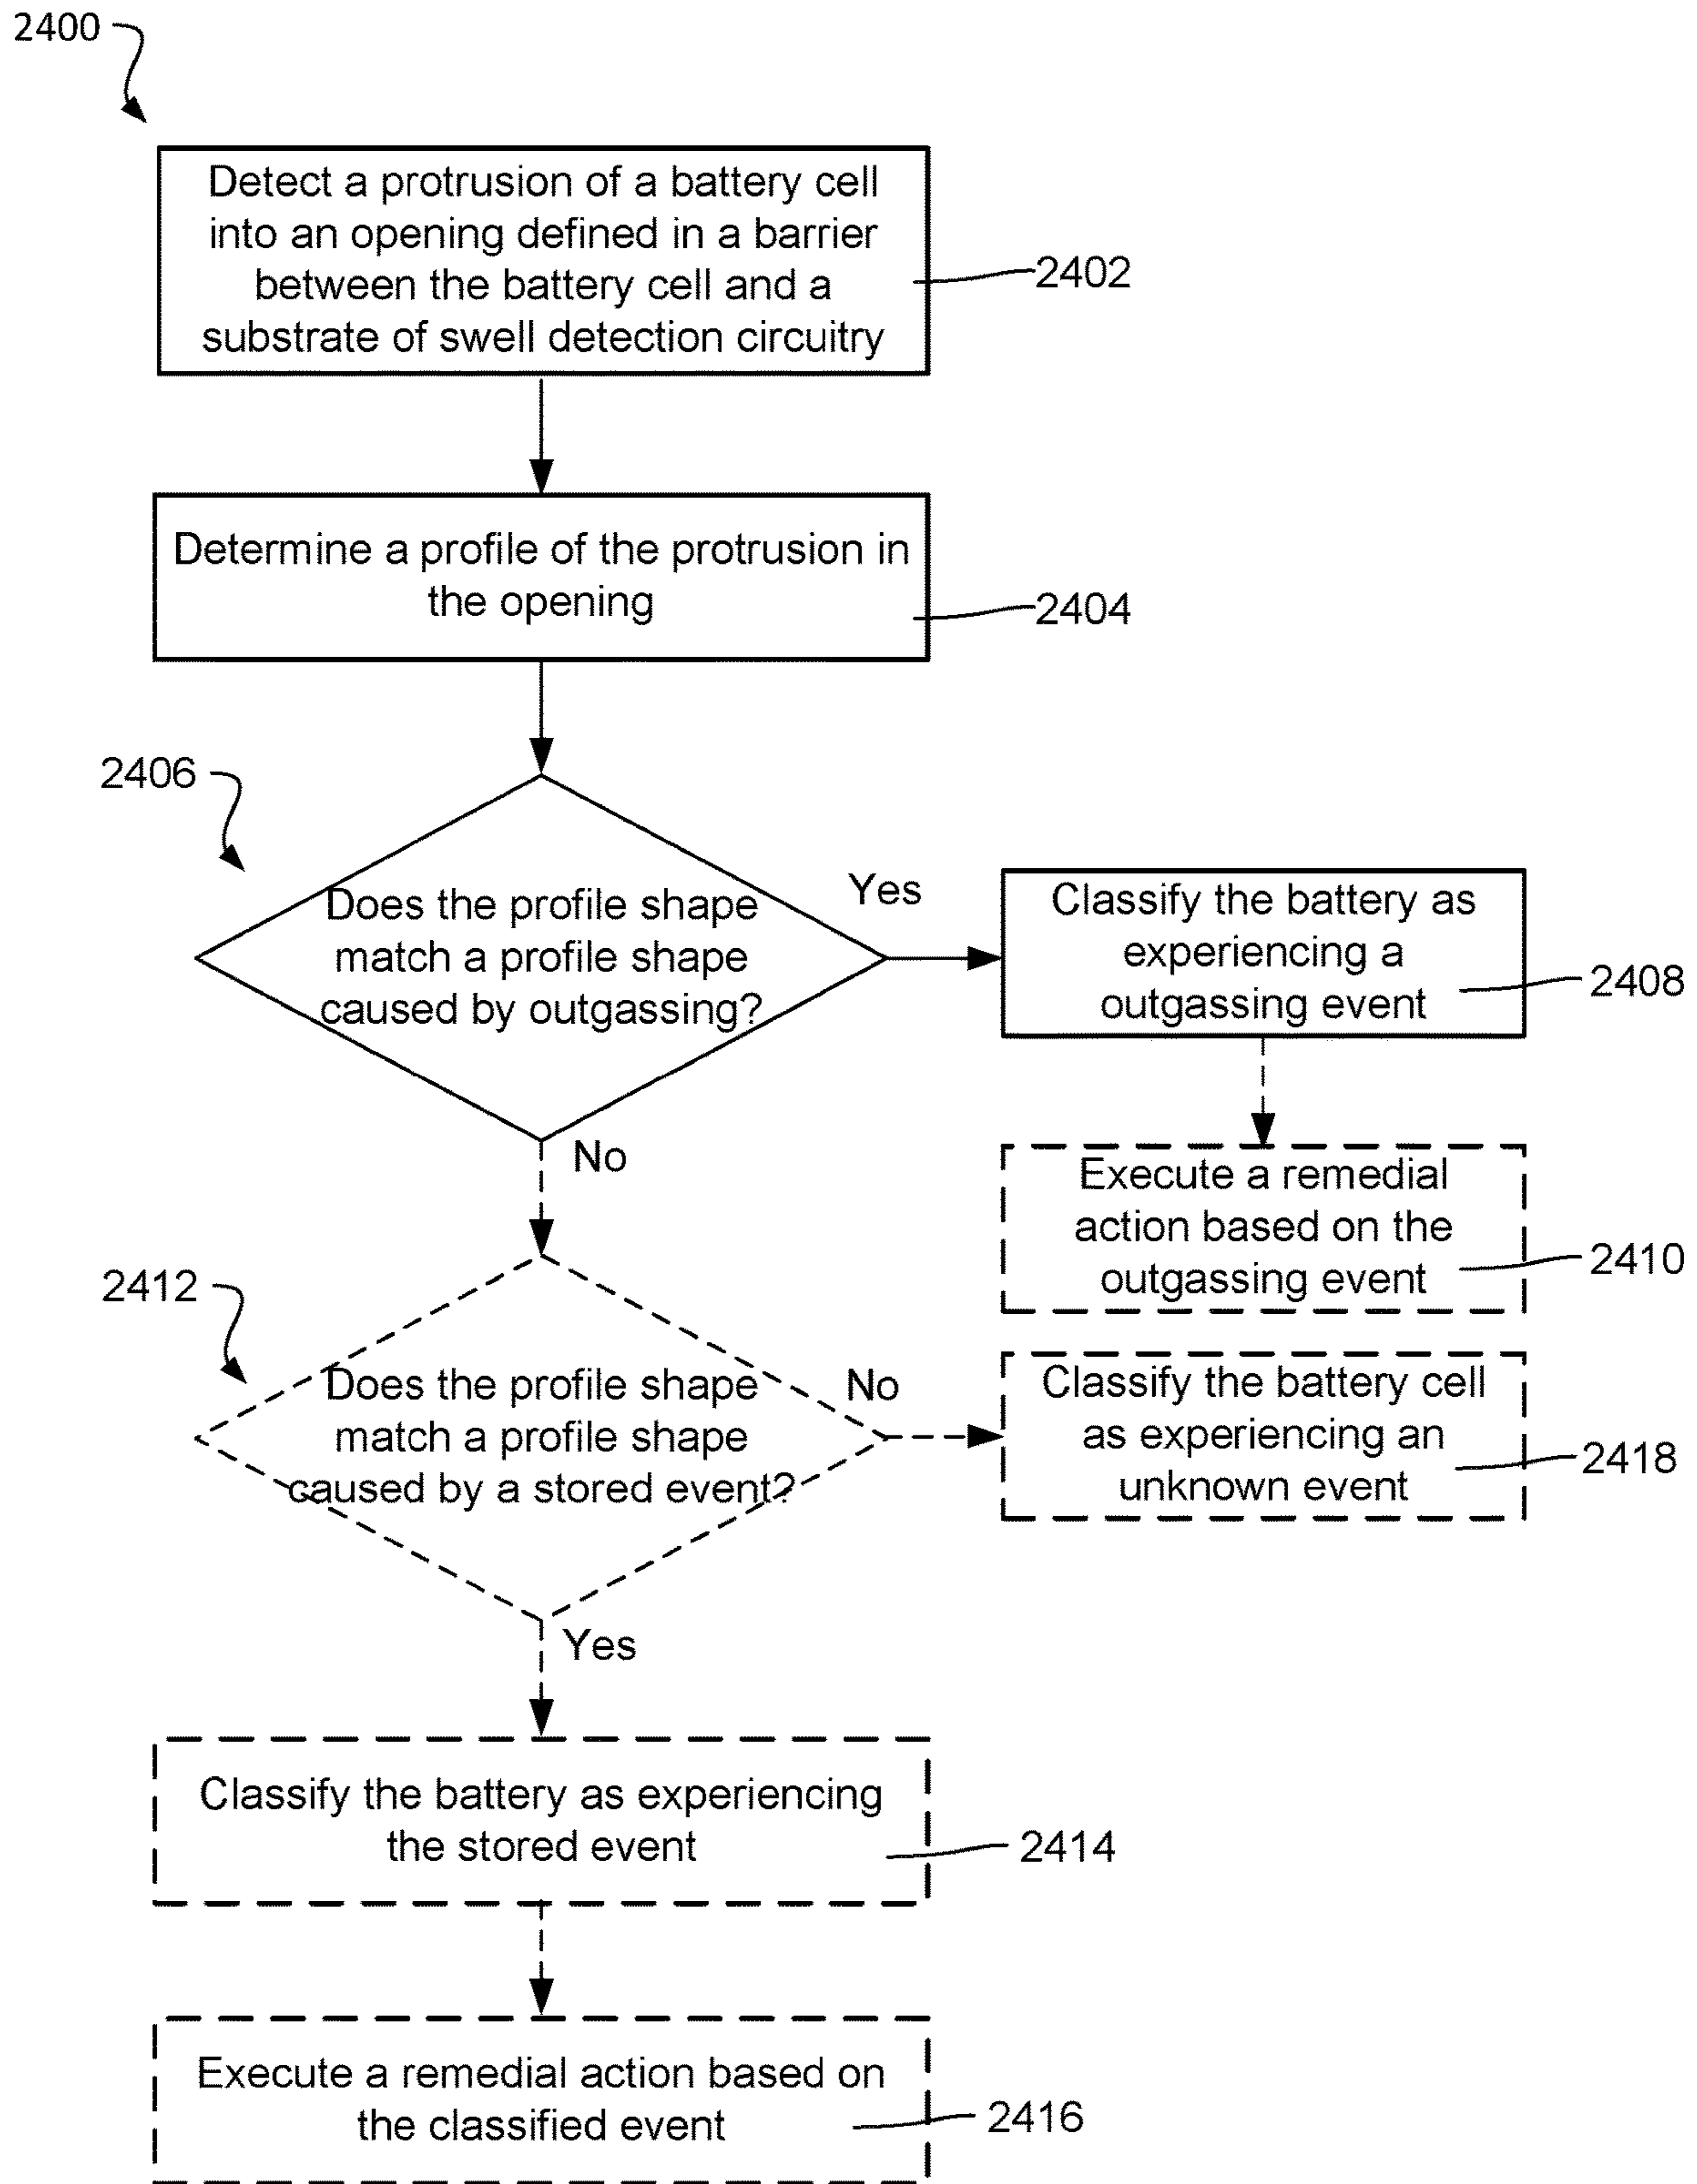 2400
Detect a protrusion of a battery cell
into an opening defined in a barrier
between the battery cell and a
substrate of swell detection circuitry
2402
Determine a profile of the protrusion in
the opening
2404
2406
Does the profile shape
match a profile shape
caused by outgassing?
Yes
Classify the battery as
experiencing a
outgassing event
2408
No
Execute a remedial
action based on the
outgassing event
2410
2412
Does the profile shape
match a profile shape
caused by a stored event?
No
Classify the battery cell
as experiencing an
unknown event
2418
Yes
Classify the battery as experiencing
the stored event
2414
Execute a remedial action based on
the classified event
2416